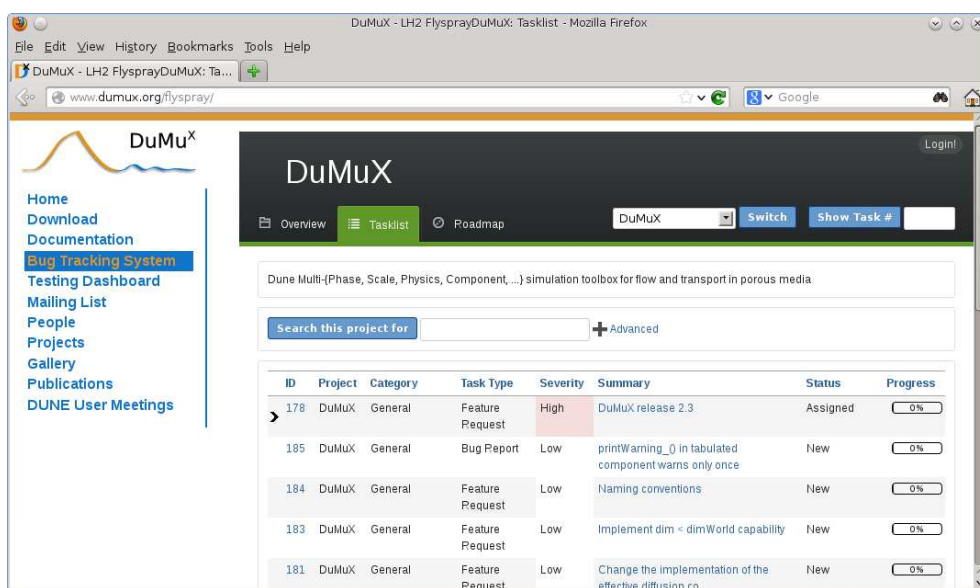 DuMuX - LH2 FlysprayDuMuX: Tasklist - Mozilla Firefox
File Edit View History Bookmarks Tools Help
DuMuX - LH2 FlysprayDuMuX: Ta...
www.dumux.org/flyspray/
Google
DuMuX
Login!
DuMuX
Home
Download
Documentation
Bug Tracking System
Testing Dashboard
Mailing List
People
Projects
Gallery
Publications
DUNE User Meetings
Overview Tasklist Roadmap DuMuX Switch Show Task #
Dune Multi-{Phase, Scale, Physics, Component, ...} simulation toolbox for flow and transport in porous media
Search this project for Advanced
ID Project Category Task Type Severity Summary Status Progress
178 DuMuX General Feature Request High DuMuX release 2.3 Assigned 0%
185 DuMuX General Bug Report Low printWarning_() in tabulated component warns only once New 0%
184 DuMuX General Feature Request Low Naming conventions New 0%
183 DuMuX General Feature Request Low Implement dim < dimWorld capability New 0%
181 DuMuX General Feature Request Low Change the implementation of the effective diffusion co... New 0%